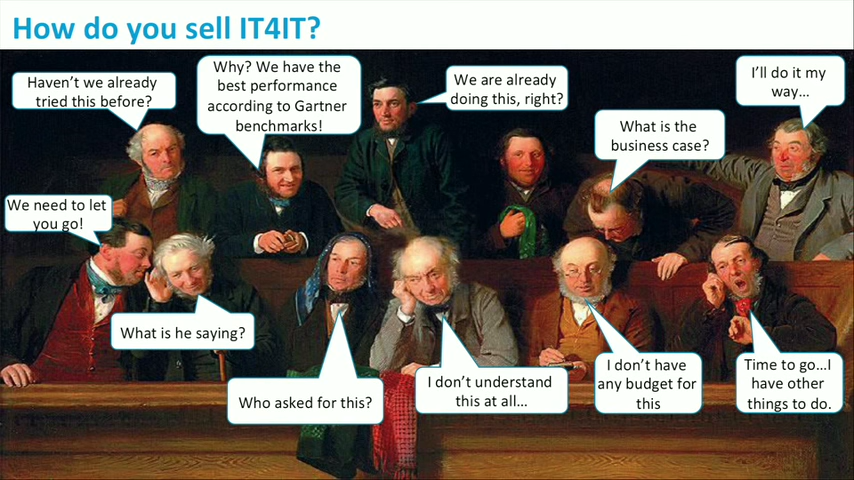 How do you sell IT4IT?
Haven't we already
tried this before?
Why? We have the
best performance
according to Gartner
benchmarks!
We are already
doing this, right?
What is the
business case?
I'll do it my
way...
We need to let
you go!
What is he saying?
Who asked for this?
I don't understand
this at all...
I don't have
any budget for
this
Time to go...I
have other
things to do.